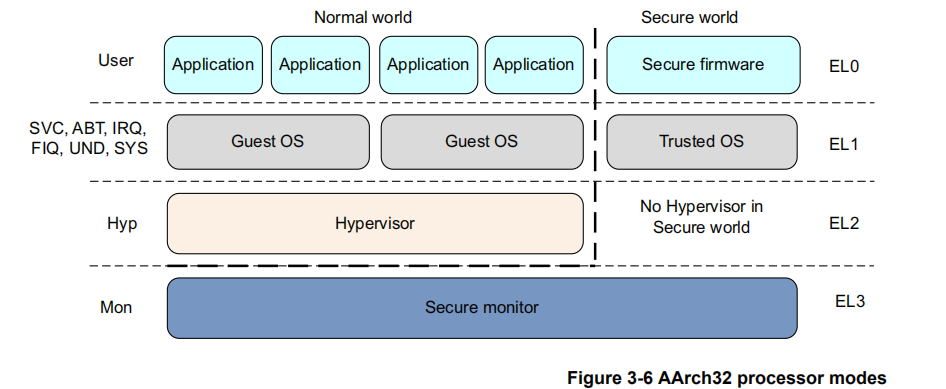 Normal world
Secure world
User
Application
Application
Application
Application
Secure firmware
EL0
SVC, ABT, IRQ,
FIQ, UND, SYS
Guest OS
Guest OS
Trusted OS
EL1
Hyp
Hypervisor
No Hypervisor in
Secure world
EL2
Mon
Secure monitor
EL3
Figure 3-6 AArch32 processor modes